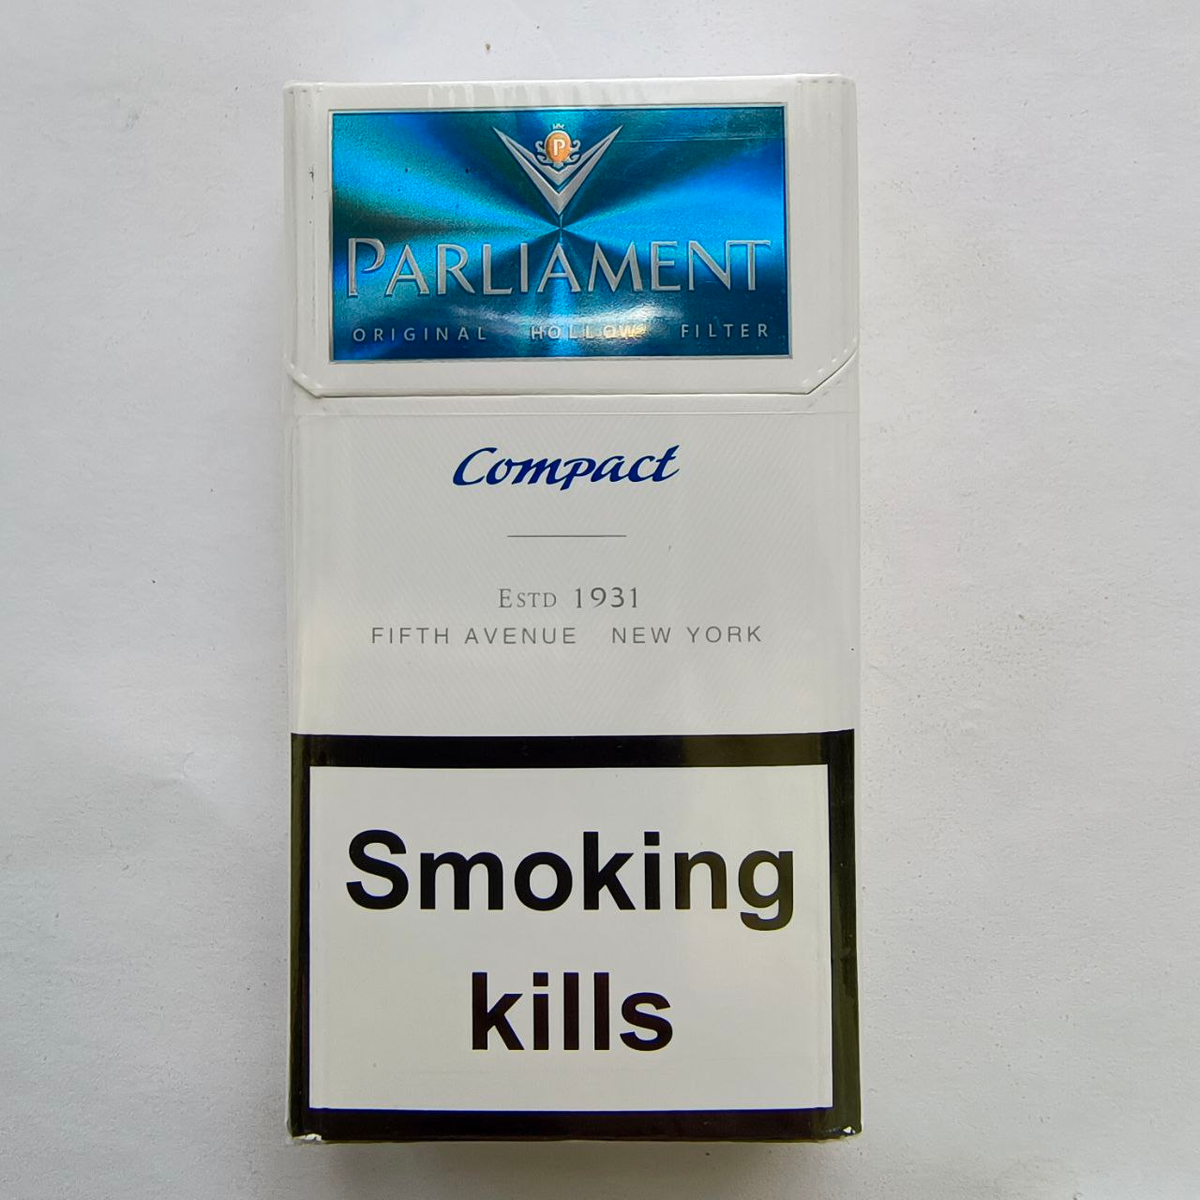 P
PARLIAMENT
ORIGINAL HOLLOW FILTER
Compact
ESTD 1931
FIFTH AVENUE NEW YORK
Smoking
kills